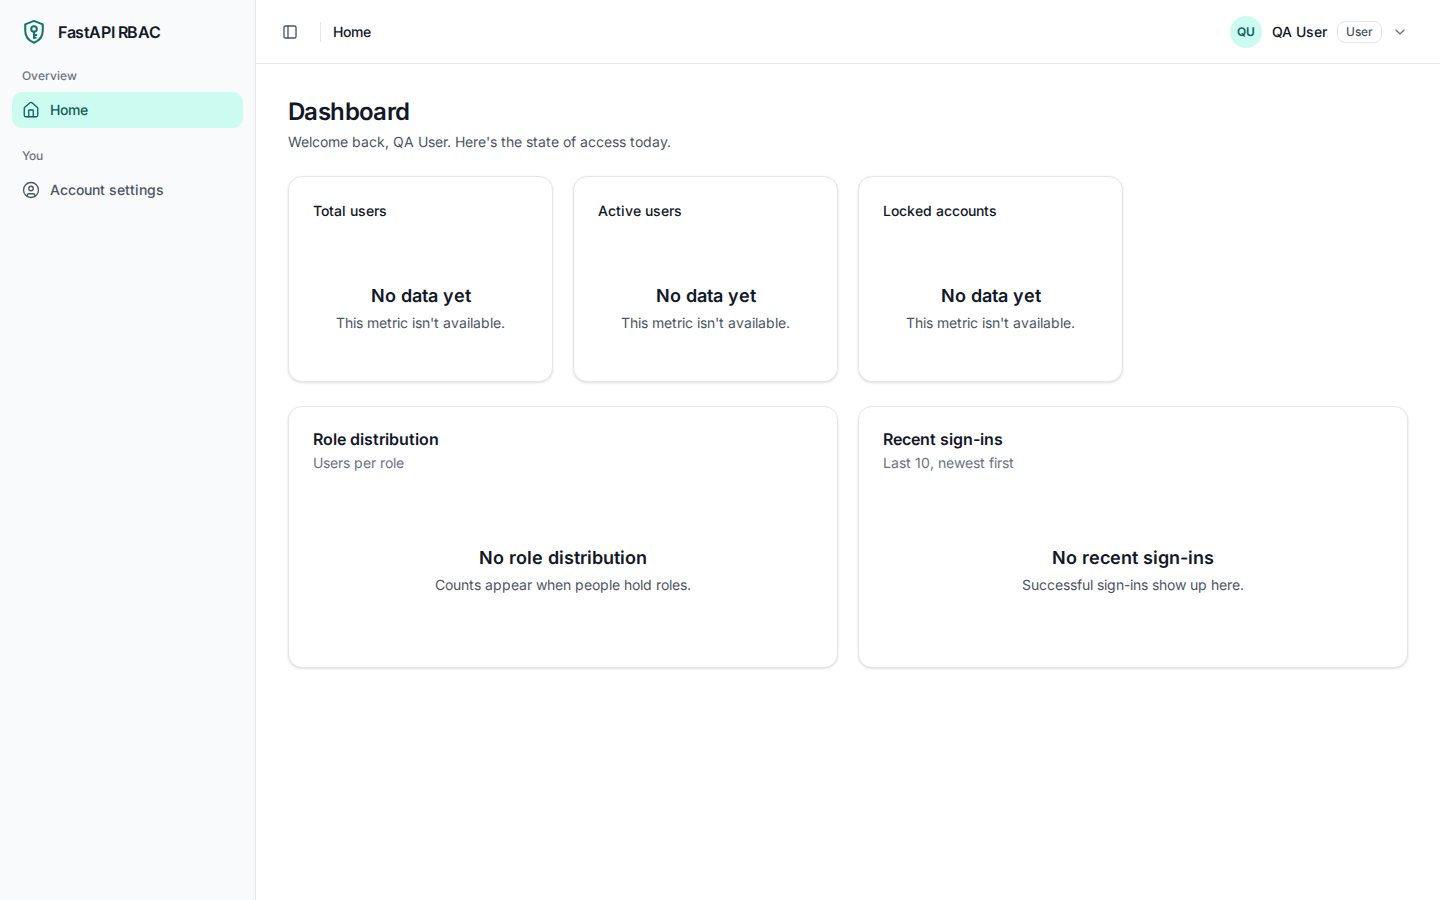 FastAPI RBAC
Overview
Home
You
Account settings
Home
QU
QA User
User
Dashboard
Welcome back, QA User. Here's the state of access today.
Total users
No data yet
This metric isn't available.
Active users
No data yet
This metric isn't available.
Locked accounts
No data yet
This metric isn't available.
Role distribution
Users per role
No role distribution
Counts appear when people hold roles.
Recent sign-ins
Last 10, newest first
No recent sign-ins
Successful sign-ins show up here.